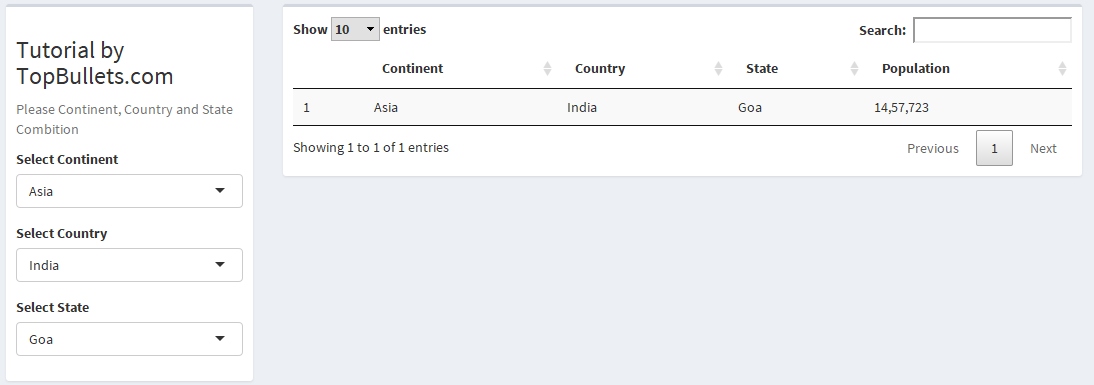 Tutorial by
TopBullets.com
Please Continent, Country and State
Combition
Select Continent
Asia
Select Country
India
Select State
Goa
Show 10 entries
Search:
Continent Country State Population
1 Asia India Goa 14,57,723
Showing 1 to 1 of 1 entries
Previous 1 Next